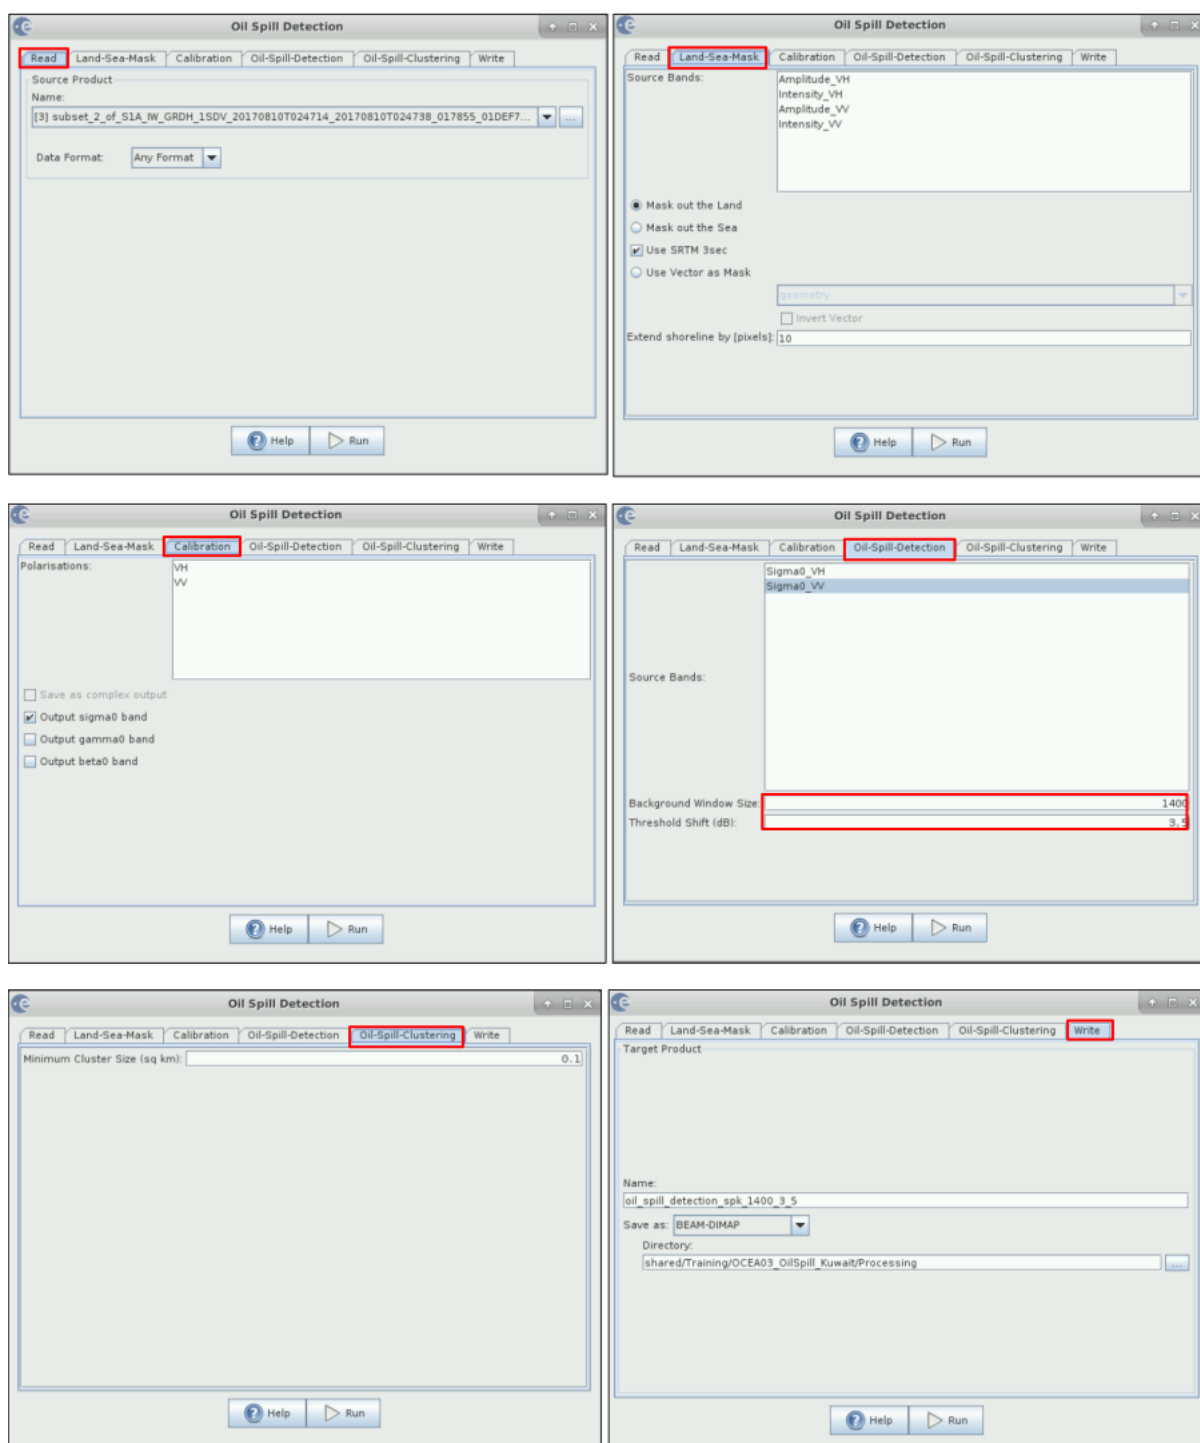 Oil Spill Detection
Read Land-Sea-Mask Calibration Oil-Spill-Detection Oil-Spill-Clustering Write
Source Product
Name:
[3] subset_2_of_S1A_IW_GRDH_1SDV_20170810T024714_20170810T024738_017855_01DEF7... ...
Data Format: Any Format
Help Run
Oil Spill Detection
Read Land-Sea-Mask Calibration Oil-Spill-Detection Oil-Spill-Clustering Write
Source Bands:
Amplitude_VH
Intensity_VH
Amplitude_VV
Intensity_VV
Mask out the Land
Mask out the Sea
Use SRTM 3sec
Use Vector as Mask
geometry
Invert Vector
Extend shoreline by [pixels]: 10
Help Run
Oil Spill Detection
Read Land-Sea-Mask Calibration Oil-Spill-Detection Oil-Spill-Clustering Write
Polarisations:
VH
VV
Save as complex output
Output sigma0 band
Output gamma0 band
Output beta0 band
Help Run
Oil Spill Detection
Read Land-Sea-Mask Calibration Oil-Spill-Detection Oil-Spill-Clustering Write
Sigma0_VH
Sigma0_VV
Source Bands:
Background Window Size: 1400
Threshold Shift (dB): 3.5
Help Run
Oil Spill Detection
Read Land-Sea-Mask Calibration Oil-Spill-Detection Oil-Spill-Clustering Write
Minimum Cluster Size (sq km): 0.1
Help Run
Oil Spill Detection
Read Land-Sea-Mask Calibration Oil-Spill-Detection Oil-Spill-Clustering Write
Target Product
Name:
oil_spill_detection_spk_1400_3_5
Save as: BEAM-DIMAP
Directory:
shared/Training/OCEA03_OilSpill_Kuwait/Processing ...
Help Run